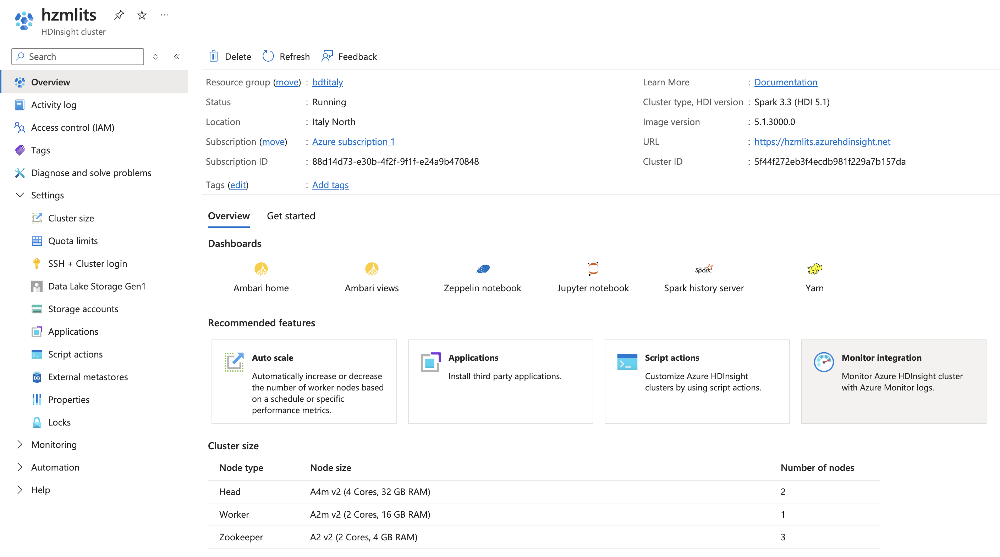 hzmlits
HDInsight cluster
Search
Overview
Activity log
Access control (IAM)
Tags
Diagnose and solve problems
Settings
Cluster size
Quota limits
SSH + Cluster login
Data Lake Storage Gen1
Storage accounts
Applications
Script actions
DB
External metastores
Properties
Locks
Monitoring
Automation
Help
Delete
Refresh
Feedback
Resource group (move) : bdtitaly
Status : Running
Location : Italy North
Subscription (move) : Azure subscription 1
Subscription ID : 88d14d73-e30b-4f2f-9f1f-e24a9b470848
Tags (edit) : Add tags
Learn More : Documentation
Cluster type, HDI version : Spark 3.3 (HDI 5.1)
Image version : 5.1.3000.0
URL : https://hzmlits.azurehdinsight.net
Cluster ID : 5f44f272eb3f4ecdb981f229a7b157da
Overview
Get started
Dashboards
Ambari home
Ambari views
Zeppelin notebook
Jupyter notebook
APACHE
Spark
Spark history server
Yarn
Recommended features
Auto scale
Automatically increase or decrease
the number of worker nodes based
on a schedule or specific
performance metrics.
Applications
Install third party applications.
Script actions
Customize Azure HDInsight
clusters by using script actions.
Monitor integration
Monitor Azure HDInsight cluster
with Azure Monitor logs.
Cluster size
Node type Node size Number of nodes
Head A4m v2 (4 Cores, 32 GB RAM) 2
Worker A2m v2 (2 Cores, 16 GB RAM) 1
Zookeeper A2 v2 (2 Cores, 4 GB RAM) 3